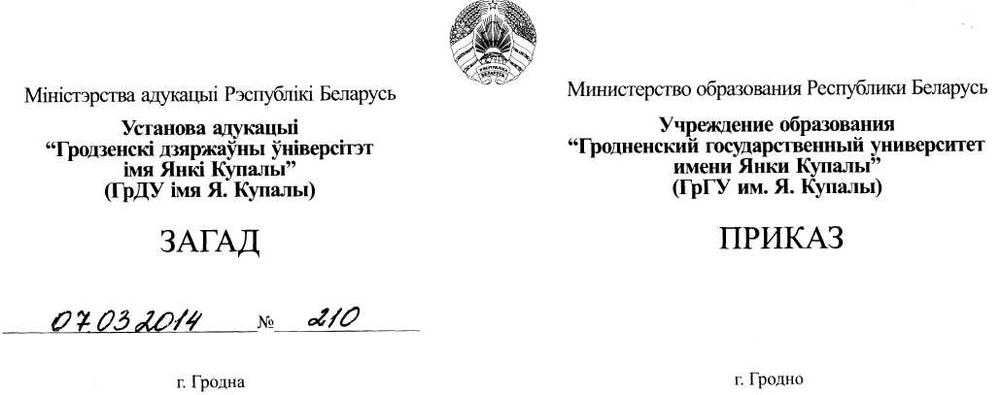 Міністэрства адукацыі Рэспублікі Беларусь
Установа адукацыі
“Гродзенскі дзяржаўны ўніверсітэт
імя Янкі Купалы”
(ГрДУ імя Я. Купалы)
ЗАГАД
07.03.2014 № 210
г. Гродна
Министерство образования Республики Беларусь
Учреждение образования
“Гродненский государственный университет
имени Янки Купалы”
(ГрГУ им. Я. Купалы)
ПРИКАЗ
г. Гродно
РЭСПУБЛІКА
БЕЛАРУСЬ